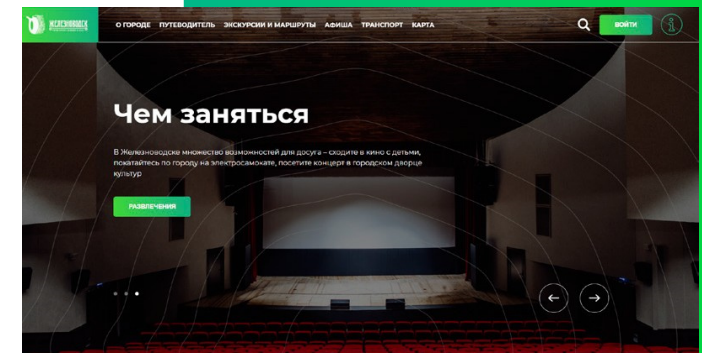 ЖЕЛЕЗНОВОДСК
О ГОРОДЕ ПУТЕВОДИТЕЛЬ ЭКСКУРСИИ И МАРШРУТЫ АФИША ТРАНСПОРТ КАРТА
ВОЙТИ
Чем заняться
В Железноводске множество возможностей для досуга – сходите в кино с детьми,
покатайтесь по городу на электросамокате, посетите концерт в городском дворце
культур
РАЗВЛЕЧЕНИЯ